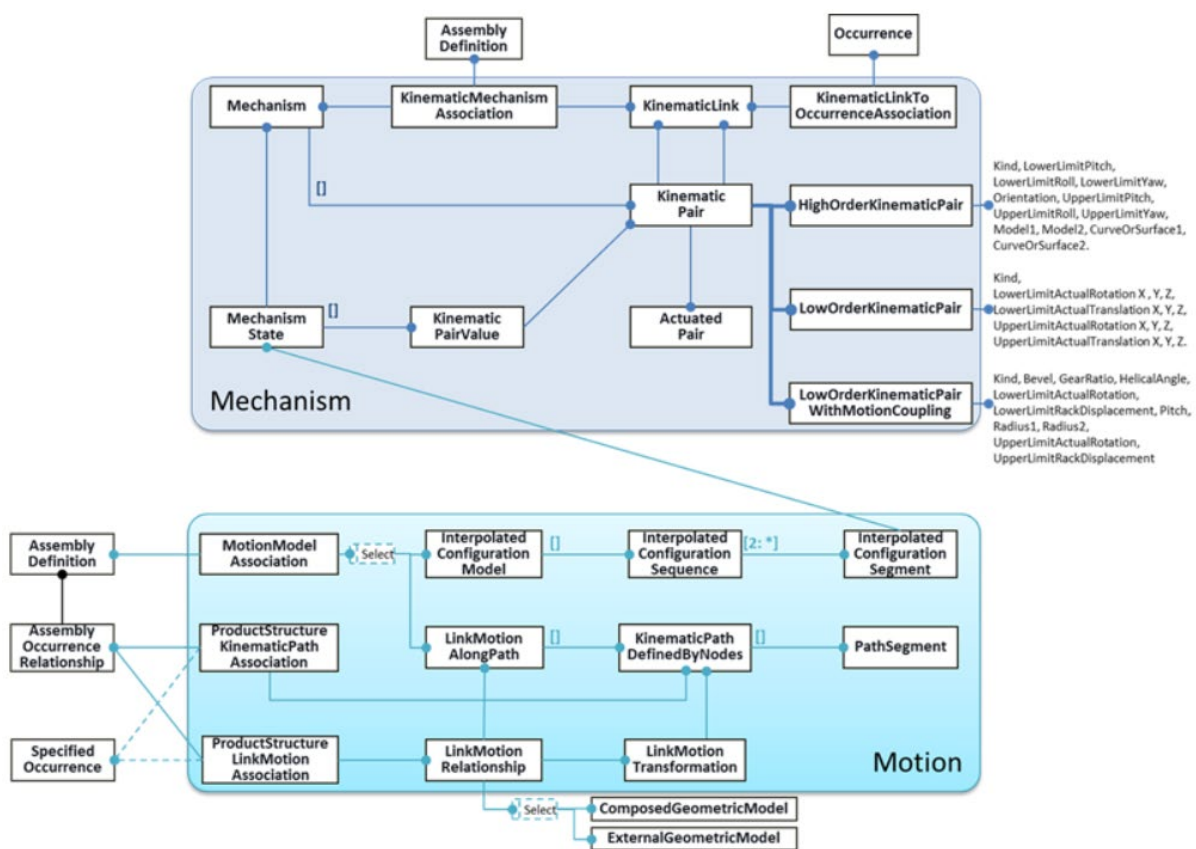 Assembly
Definition
Occurrence
Mechanism
KinematicMechanism
Association
KinematicLink
KinematicLinkTo
OccurrenceAssociation
[]
Kinematic
Pair
HighOrderKinematicPair
Kind, LowerLimitPitch,
LowerLimitRoll, LowerLimitYaw,
Orientation, UpperLimitPitch,
UpperLimitRoll, UpperLimitYaw,
Model1, Model2, CurveOrSurface1,
CurveOrSurface2.
Mechanism
State
[]
Kinematic
PairValue
Actuated
Pair
LowOrderKinematicPair
Kind,
LowerLimitActualRotation X , Y, Z,
LowerLimitActualTranslation X, Y, Z,
UpperLimitActualRotation X, Y, Z,
UpperLimitActualTranslation X, Y, Z.
Mechanism
LowOrderKinematicPair
WithMotionCoupling
Kind, Bevel, GearRatio, HelicalAngle,
LowerLimitActualRotation,
LowerLimitRackDisplacement, Pitch,
Radius1, Radius2,
UpperLimitActualRotation,
UpperLimitRackDisplacement
Assembly
Definition
MotionModel
Association
Select
Interpolated
Configuration
Model
[]
Interpolated
Configuration
Sequence
[2: *]
Interpolated
Configuration
Segment
Assembly
Occurrence
Relationship
ProductStructure
KinematicPath
Association
LinkMotion
AlongPath
[]
KinematicPath
DefinedByNodes
[]
PathSegment
Specified
Occurrence
ProductStructure
LinkMotion
Association
LinkMotion
Relationship
LinkMotion
Transformation
Motion
Select
ComposedGeometricModel
ExternalGeometricModel